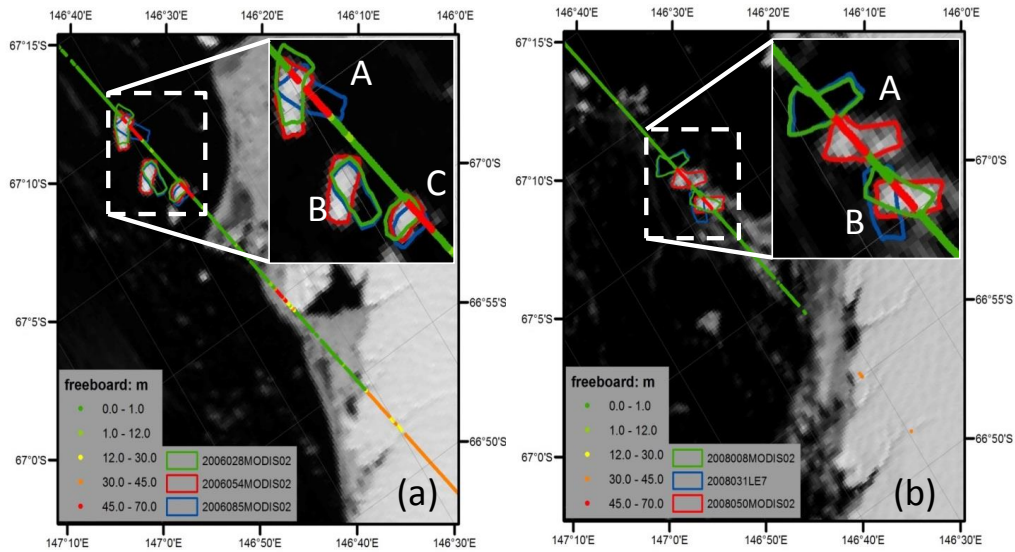 146°40'E 146°30'E 146°20'E 146°10'E
67°15'S
67°10'S
67°5'S
67°0'S
A
B
C
67°0'S
66°55'S
66°50'S
freeboard: m
0.0 - 1.0
1.0 - 12.0
12.0 - 30.0
30.0 - 45.0
45.0 - 70.0
2006028MODIS02
2006054MODIS02
2006085MODIS02
(a)
147°10'E 147°0'E 146°50'E 146°40'E 146°30'E
146°40'E 146°30'E 146°20'E 146°10'E 146°0'E
67°15'S
67°10'S
67°5'S
67°0'S
A
B
67°0'S
66°55'S
66°50'S
freeboard: m
0.0 - 1.0
1.0 - 12.0
12.0 - 30.0
30.0 - 45.0
45.0 - 70.0
2008008MODIS02
2008031LE7
2008050MODIS02
(b)
147°0'E 146°50'E 146°40'E 146°30'E